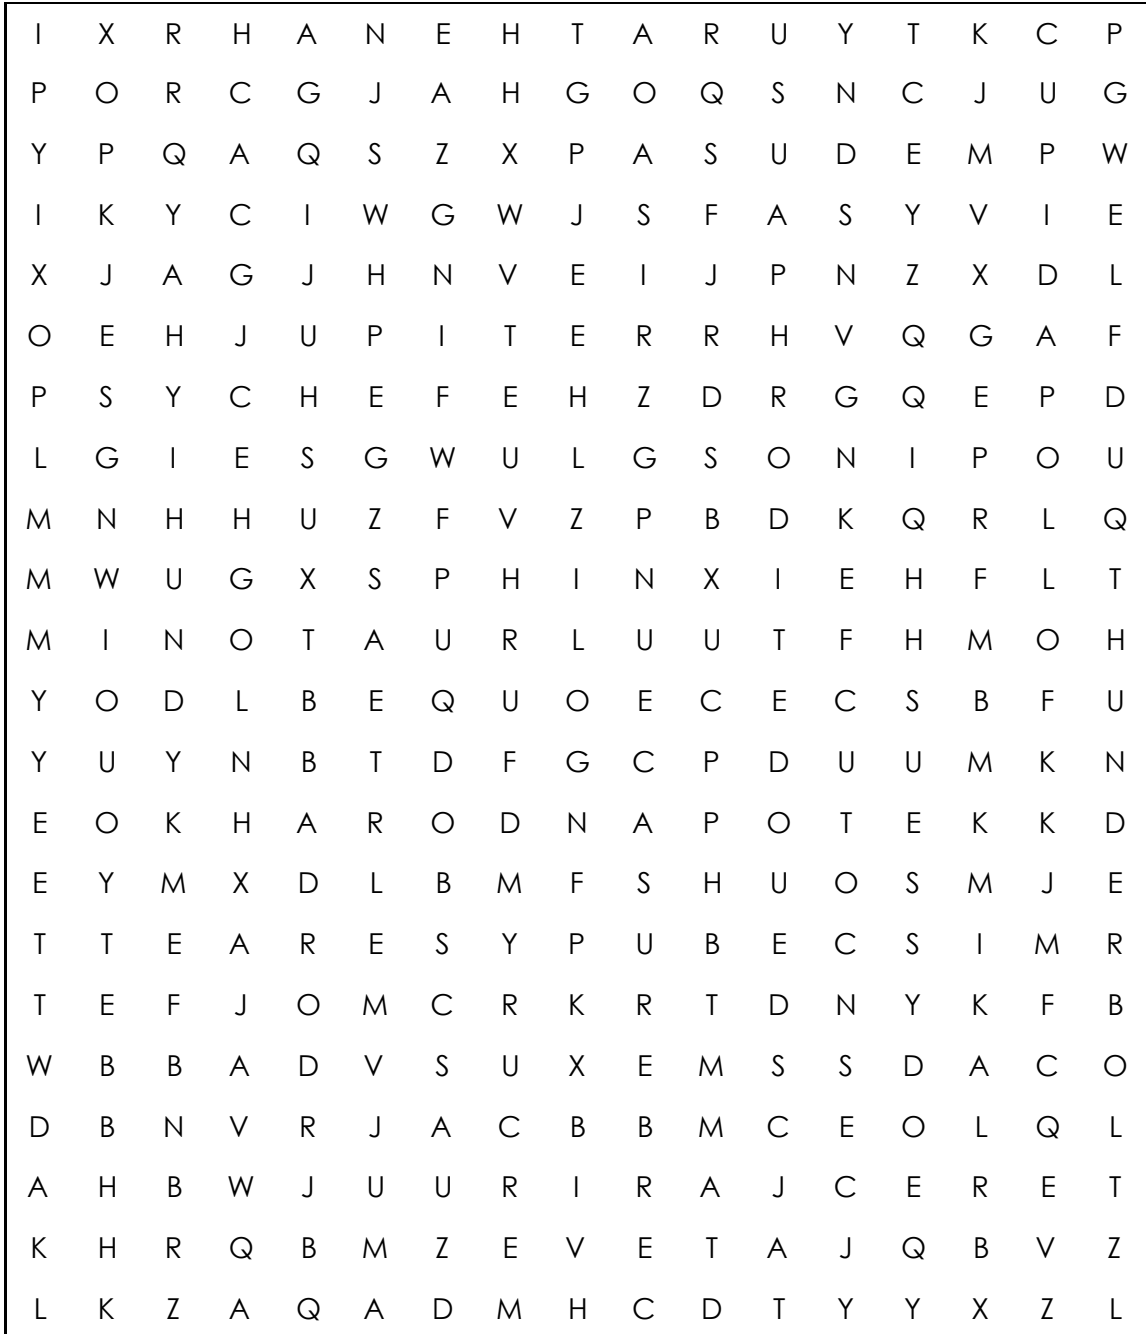 I X R H A N E H T A R U Y T K C P
P O R C G J A H G O Q S N C J U G
Y P Q A Q S Z X P A S U D E M P W
I K Y C I W G W J S F A S Y V I E
X J A G J H N V E I J P N Z X D L
O E H J U P I T E R R H V Q G A F
P S Y C H E F E H Z D R G Q E P D
L G I E S G W U L G S O N I P O U
M N H H U Z F V Z P B D K Q R L Q
M W U G X S P H I N X I E H F L T
M I N O T A U R L U U T F H M O H
Y O D L B E Q U O E C E C S B F U
Y U Y N B T D F G C P D U U M K N
E O K H A R O D N A P O T E K K D
E Y M X D L B M F S H U O S M J E
T T E A R E S Y P U B E C S I M R
T E F J O M C R K R T D N Y K F B
W B B A D V S U X E M S S D A C O
D B N V R J A C B B M C E O L Q L
A H B W J U U R I R A J C E R E T
K H R Q B M Z E V E T A J Q B V Z
L K Z A Q A D M H C D T Y Y X Z L